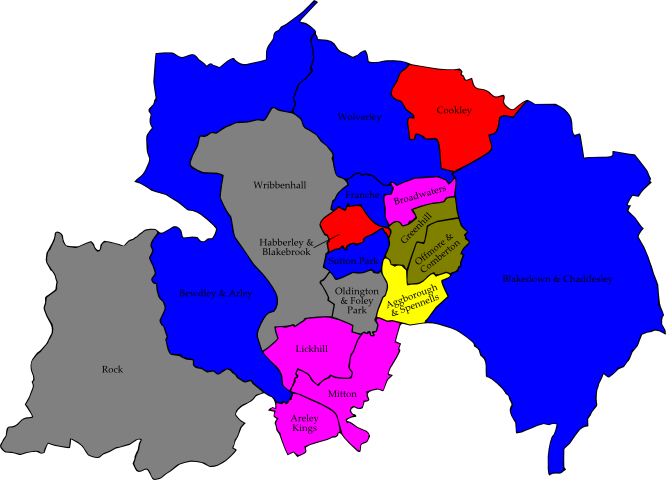 Cookley
Wolverley
Wribbenhall
Franche
Broadwaters
Greenhill
Habberley &
Blakebrook
Offmore &
Comberton
Sutton Park
Blakedown & Chaddesley
Bewdley & Arley
Oldington
& Foley
Park
Aggborough
& Spennells
Lickhill
Rock
Mitton
Areley
Kings